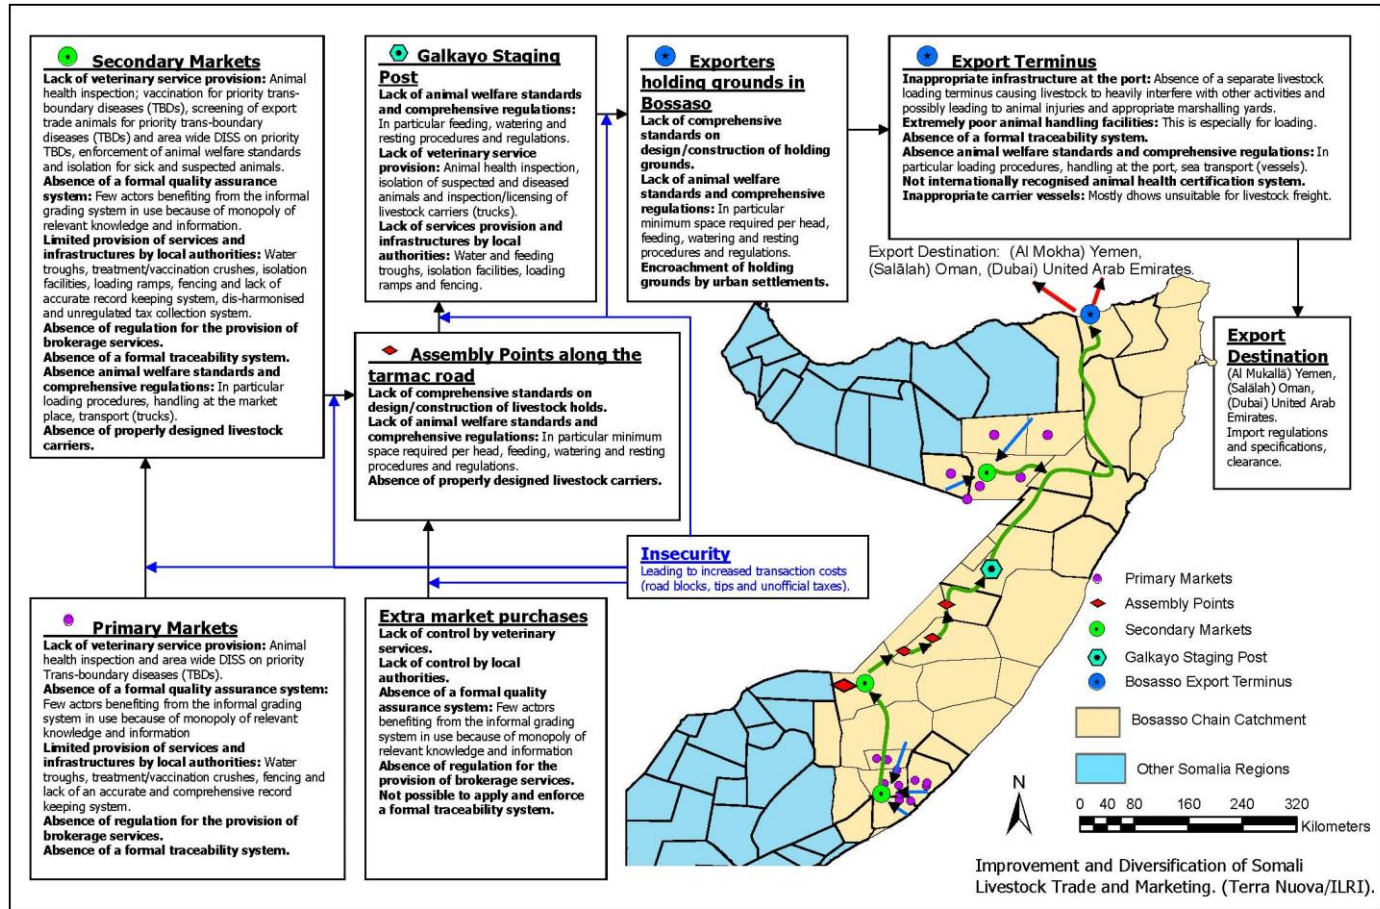 Secondary Markets
Lack of veterinary service provision: Animal
health inspection; vaccination for priority trans-
boundary diseases (TBDs), screening of export
trade animals for priority trans-boundary
diseases (TBDs) and area wide DISS on priority
TBDs, enforcement of animal welfare standards
and isolation for sick and suspected animals.
Absence of a formal quality assurance
system: Few actors benefiting from the informal
grading system in use because of monopoly of
relevant knowledge and information.
Limited provision of services and
infrastructures by local authorities: Water
troughs, treatment/vaccination crushes, isolation
facilities, loading ramps, fencing and lack of
accurate record keeping system, dis-harmonised
and unregulated tax collection system.
Absence of regulation for the provision of
brokerage services.
Absence of a formal traceability system.
Absence animal welfare standards and
comprehensive regulations: In particular
loading procedures, handling at the market
place, transport (trucks).
Absence of properly designed livestock
carriers.
Galkayo Staging
Post
Lack of animal welfare standards
and comprehensive regulations:
In particular feeding, watering and
resting procedures and regulations.
Lack of veterinary service
provision: Animal health inspection,
isolation of suspected and diseased
animals and inspection/licensing of
livestock carriers (trucks).
Lack of services provision and
infrastructures by local
authorities: Water and feeding
troughs, isolation facilities, loading
ramps and fencing.
Exporters
holding grounds in
Bossaso
Lack of comprehensive
standards on
design/construction of holding
grounds.
Lack of animal welfare
standards and comprehensive
regulations: In particular
minimum space required per head,
feeding, watering and resting
procedures and regulations.
Encroachment of holding
grounds by urban settlements.
Export Terminus
Inappropriate infrastructure at the port: Absence of a separate livestock
loading terminus causing livestock to heavily interfere with other activities and
possibly leading to animal injuries and appropriate marshalling yards.
Extremely poor animal handling facilities: This is especially for loading.
Absence of a formal traceability system.
Absence animal welfare standards and comprehensive regulations: In
particular loading procedures, handling at the port, sea transport (vessels).
Not internationally recognised animal health certification system.
Inappropriate carrier vessels: Mostly dhows unsuitable for livestock freight.
Export Destination: (Al Mokha) Yemen,
(Salālah) Oman, (Dubai) United Arab Emirates.
Export
Destination
(Al Mukallā) Yemen,
(Salālah) Oman,
(Dubai) United Arab
Emirates.
Import regulations
and specifications,
clearance.
Assembly Points along the
tarmac road
Lack of comprehensive standards on
design/construction of livestock holds.
Lack of animal welfare standards and
comprehensive regulations: In particular minimum
space required per head, feeding, watering and resting
procedures and regulations.
Absence of properly designed livestock carriers.
Insecurity
Leading to increased transaction costs
(road blocks, tips and unofficial taxes).
Primary Markets
Lack of veterinary service provision: Animal
health inspection and area wide DISS on priority
Trans-boundary diseases (TBDs).
Absence of a formal quality assurance system:
Few actors benefiting from the informal grading
system in use because of monopoly of relevant
knowledge and information
Limited provision of services and
infrastructures by local authorities: Water
troughs, treatment/vaccination crushes, fencing and
lack of an accurate and comprehensive record
keeping system.
Absence of regulation for the provision of
brokerage services.
Absence of a formal traceability system.
Extra market purchases
Lack of control by veterinary
services.
Lack of control by local
authorities.
Absence of a formal quality
assurance system: Few actors
benefiting from the informal grading
system in use because of monopoly of
relevant knowledge and information
Absence of regulation for the
provision of brokerage services.
Not possible to apply and enforce
a formal traceability system.
Primary Markets
Assembly Points
Secondary Markets
Galkayo Staging Post
Bosasso Export Terminus
Bosasso Chain Catchment
Other Somalia Regions
N
0 40 80 160 240 320
Kilometers
Improvement and Diversification of Somali
Livestock Trade and Marketing. (Terra Nuova/ILRI).